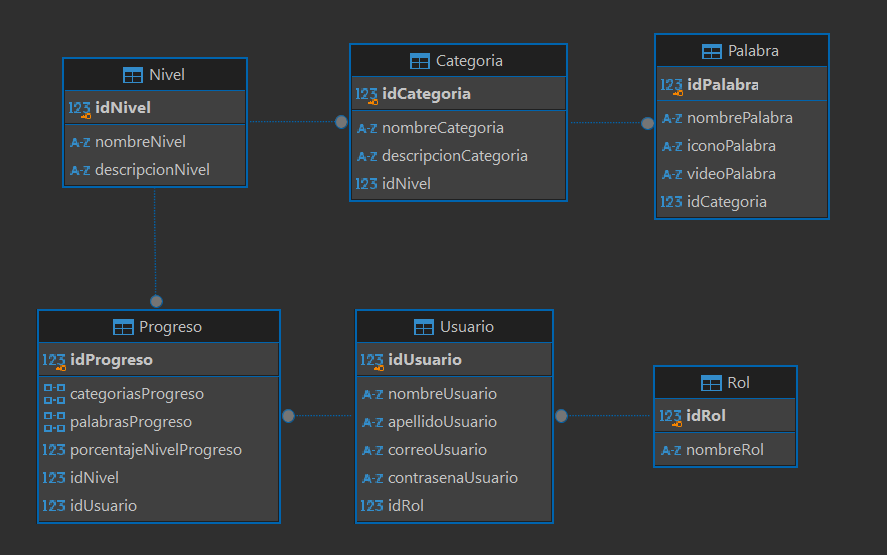 Nivel
123 idNivel
A-Z nombreNivel
A-Z descripcionNivel
Categoria
123 idCategoria
A-Z nombreCategoria
A-Z descripcionCategoria
123 idNivel
Palabra
123 idPalabra
A-Z nombrePalabra
A-Z iconoPalabra
A-Z videoPalabra
123 idCategoria
Progreso
123 idProgreso
categoriasProgreso
palabrasProgreso
123 porcentajeNivelProgreso
123 idNivel
123 idUsuario
Usuario
123 idUsuario
A-Z nombreUsuario
A-Z apellidoUsuario
A-Z correoUsuario
A-Z contrasenaUsuario
123 idRol
Rol
123 idRol
A-Z nombreRol